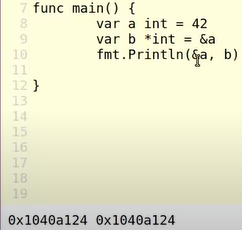 7 func main() {
8 var a int = 42
9 var b *int = &a
10 fmt.Println(&a, b)
11
12 }
13
14
15
16
17
18
19
0x1040a124 0x1040a124